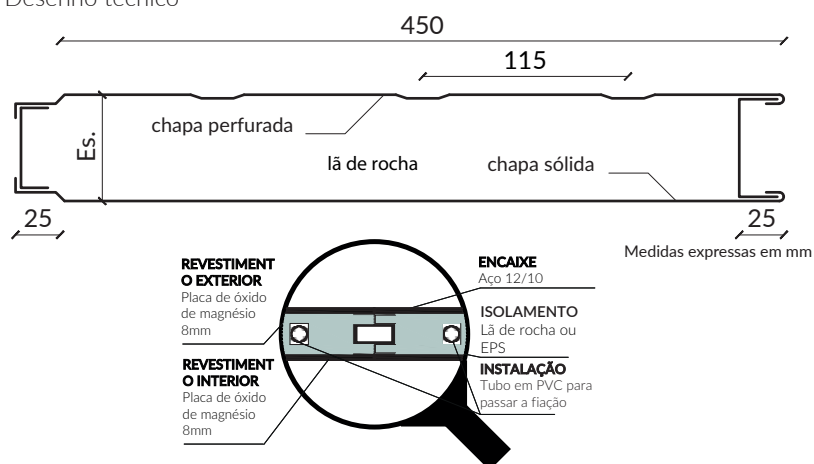 Desenho técnico
450
115
chapa perfurada
Es.
lã de rocha
chapa sólida
25
25
Medidas expressas em mm
REVESTIMENT
O EXTERIOR
Placa de óxido
de magnésio
8mm
REVESTIMENT
O INTERIOR
Placa de óxido
de magnésio
8mm
ENCAIXE
Aço 12/10
ISOLAMENTO
Lã de rocha ou
EPS
INSTALAÇÃO
Tubo em PVC para
passar a fiação